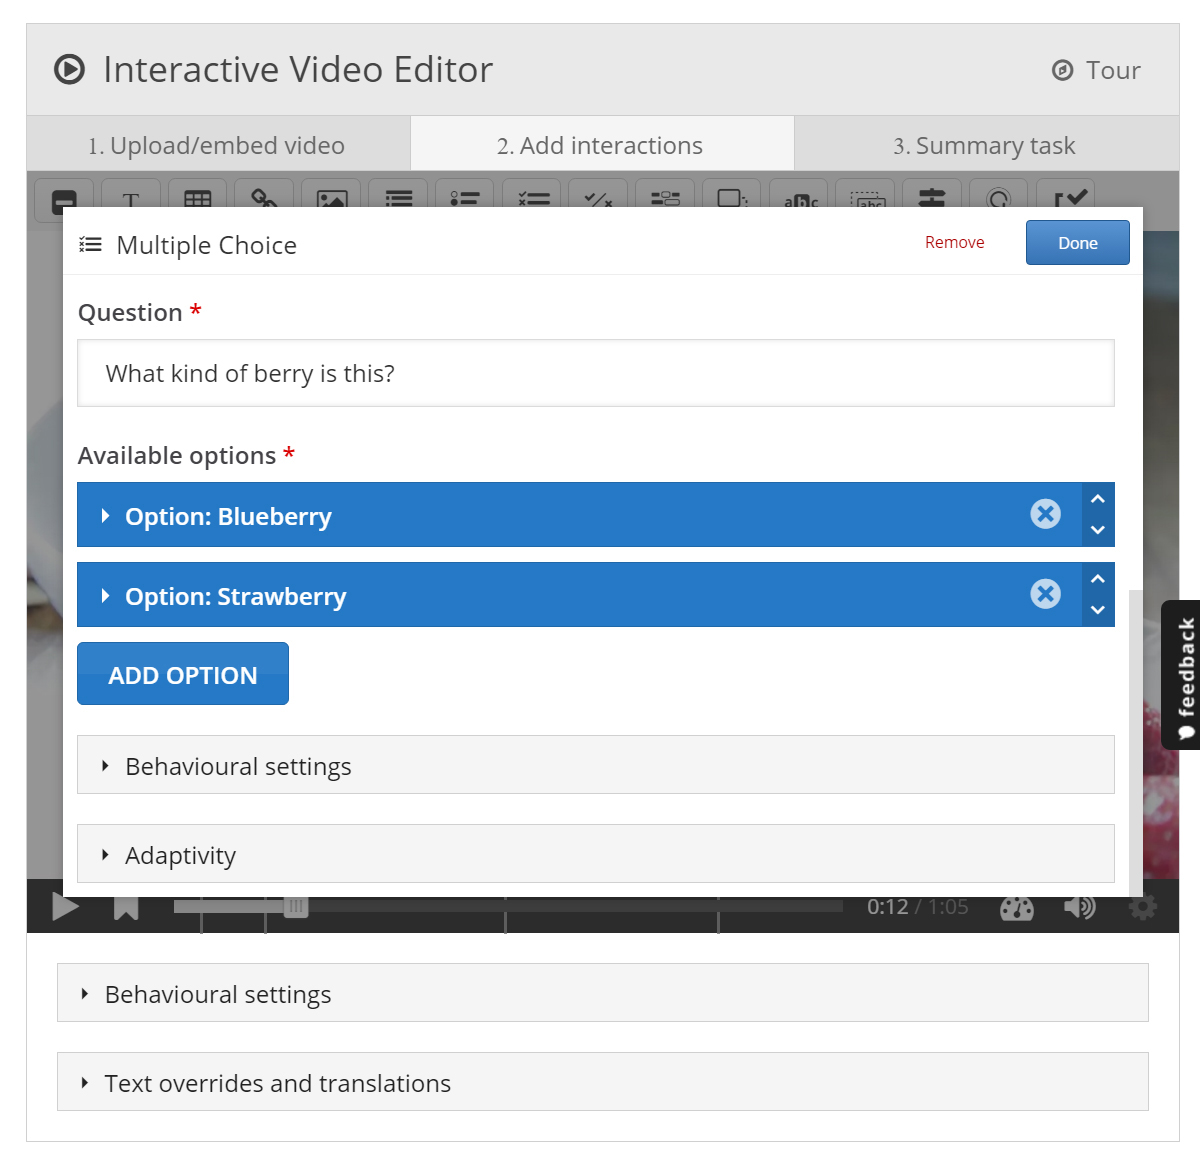 Interactive Video Editor
Tour
1. Upload/embed video
2. Add interactions
3. Summary task
T
abc
abc
Multiple Choice
Remove
Done
Question *
What kind of berry is this?
Available options *
Option: Blueberry
Option: Strawberry
ADD OPTION
Behavioural settings
Adaptivity
feedback
0:12 / 1:05
Behavioural settings
Text overrides and translations